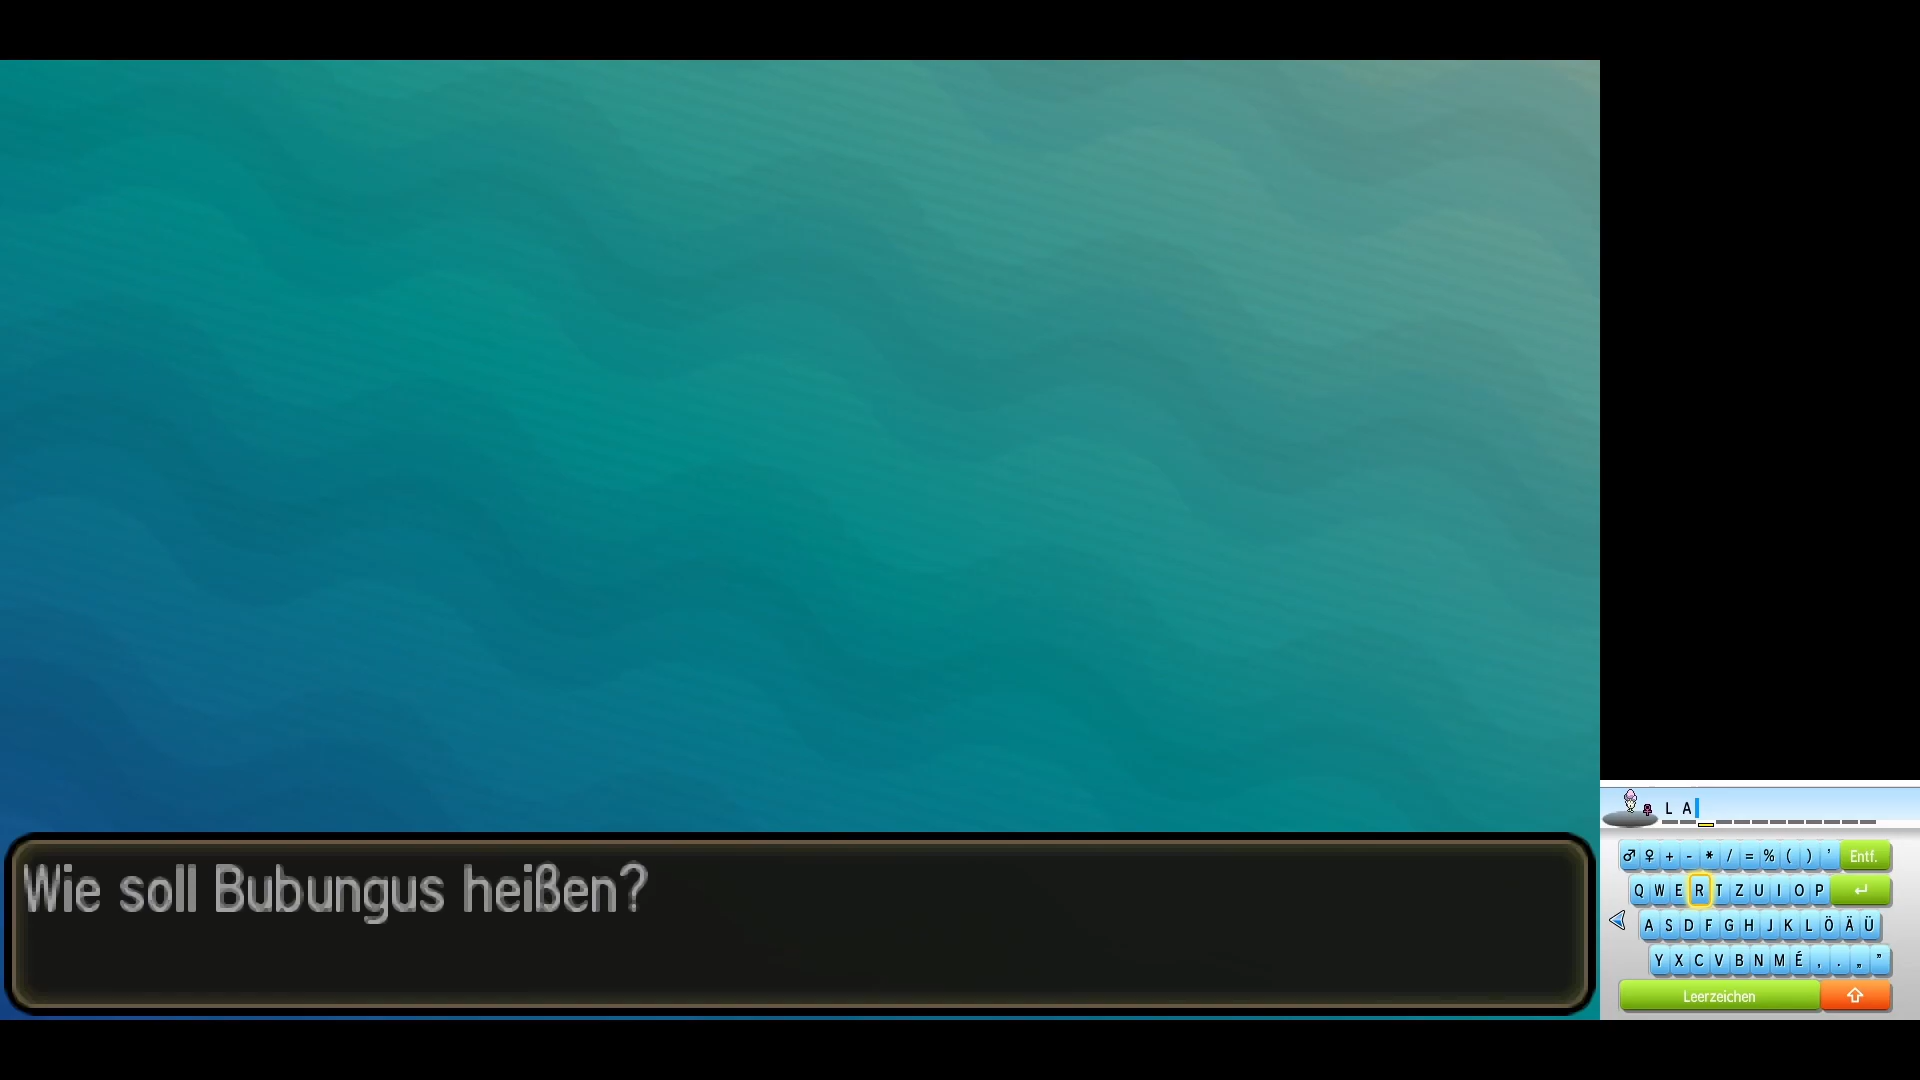 Wie soll Bubungus heißen?
L A
♂ ♀ + - * / = % ( ) ’ Entf.
Q W E R T Z U I O P ↵
A S D F G H J K L Ö Ä Ü
Y X C V B N M É , . „ ”
Leerzeichen